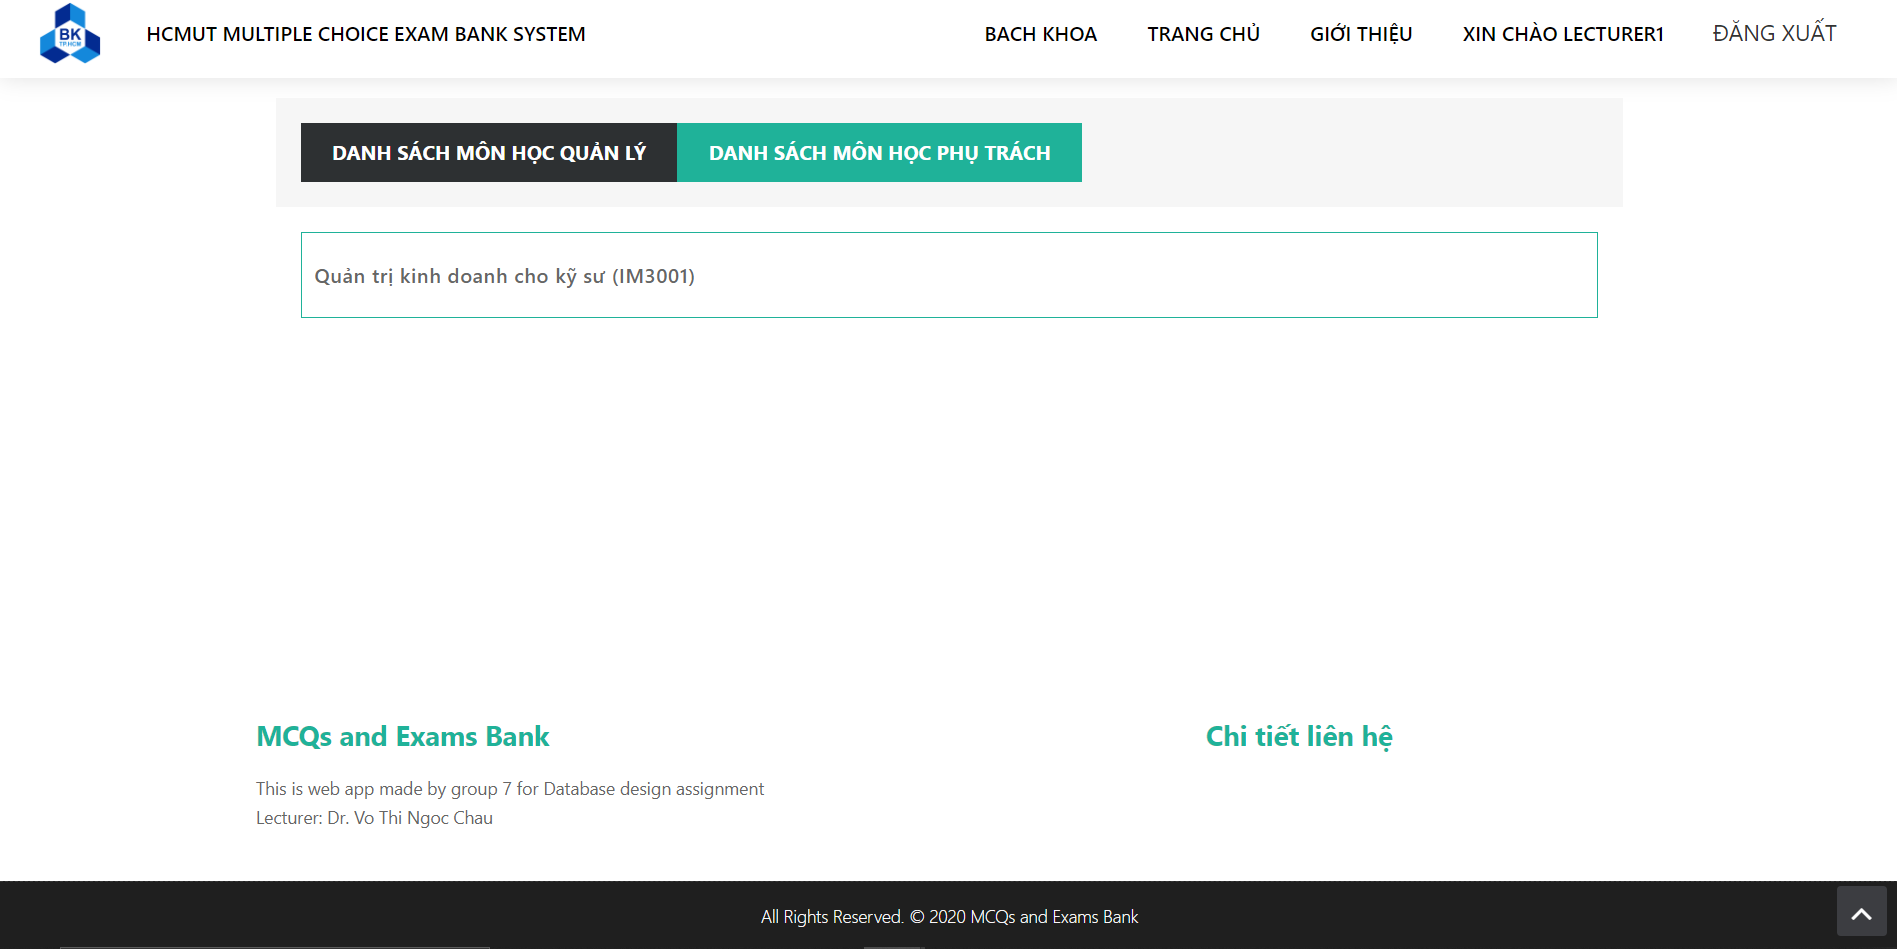 BK
TP.HCM
HCMUT MULTIPLE CHOICE EXAM BANK SYSTEM
BACH KHOA
TRANG CHỦ
GIỚI THIỆU
XIN CHÀO LECTURER1
ĐĂNG XUẤT
DANH SÁCH MÔN HỌC QUẢN LÝ
DANH SÁCH MÔN HỌC PHỤ TRÁCH
Quản trị kinh doanh cho kỹ sư (IM3001)
MCQs and Exams Bank
This is web app made by group 7 for Database design assignment
Lecturer: Dr. Vo Thi Ngoc Chau
Chi tiết liên hệ
All Rights Reserved. © 2020 MCQs and Exams Bank